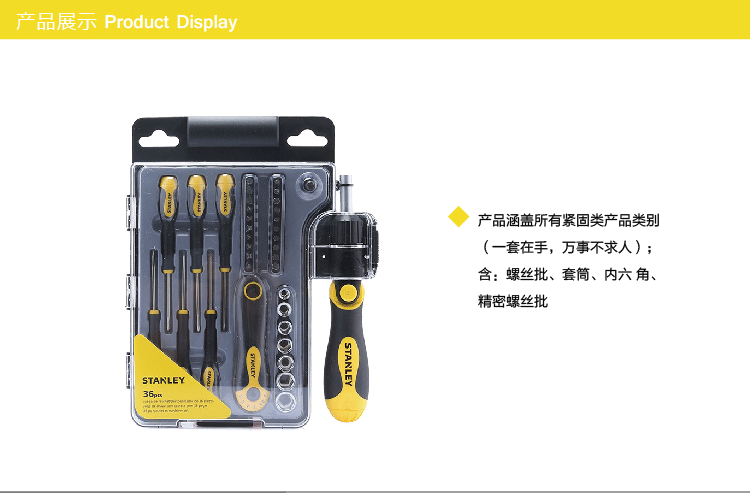 产品展示 Product Display
产品涵盖所有紧固类产品类别
（一套在手，万事不求人）；
含：螺丝批、套筒、内六 角、
精密螺丝批
STANLEY
STANLEY
STANLEY
36pcs